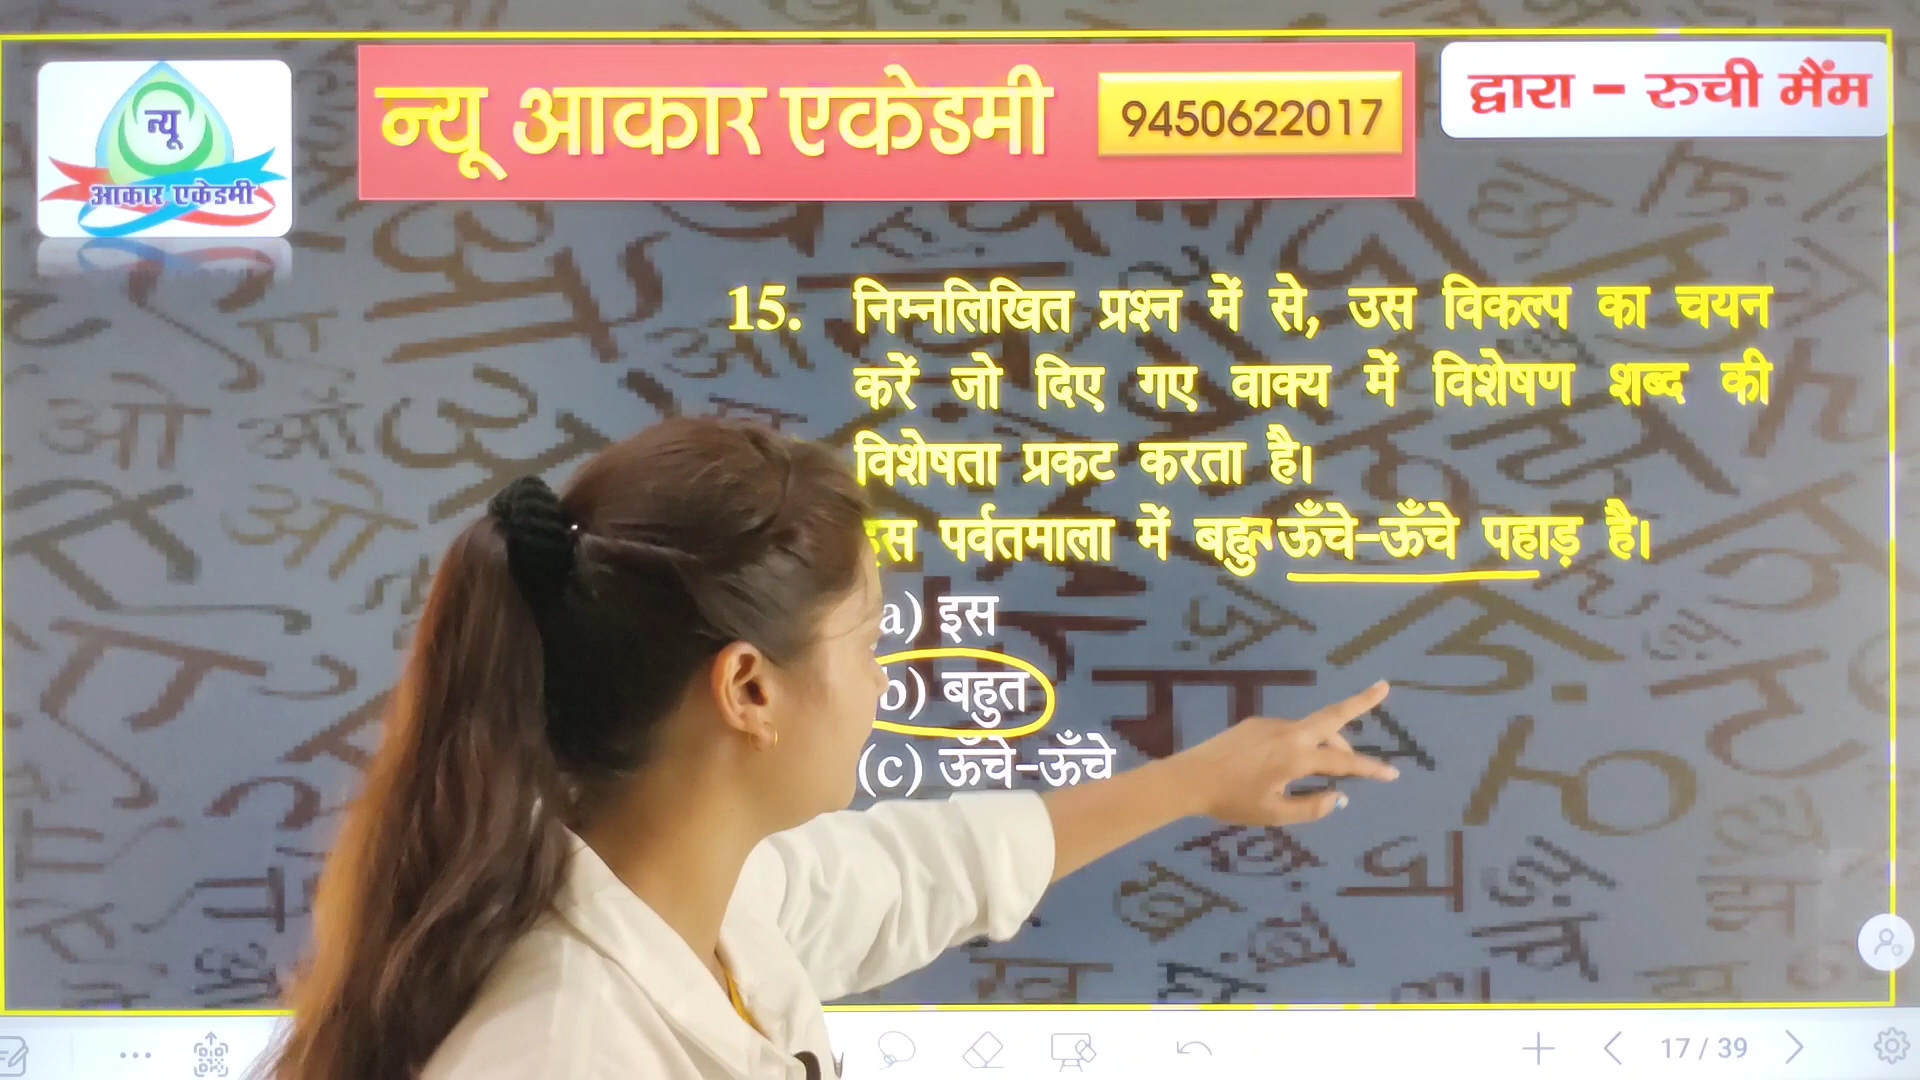 न्यू
आकार एकेडमी
न्यू आकार एकेडमी
9450622017
द्वारा - रुची मैंम
15. निम्नलिखित प्रश्न में से, उस विकल्प का चयन
करें जो दिए गए वाक्य में विशेषण शब्द की
विशेषता प्रकट करता है।
इस पर्वतमाला में बहुत ऊँचे-ऊँचे पहाड़ है।
a) इस
b) बहुत
(c) ऊँचे-ऊँचे
17 / 39